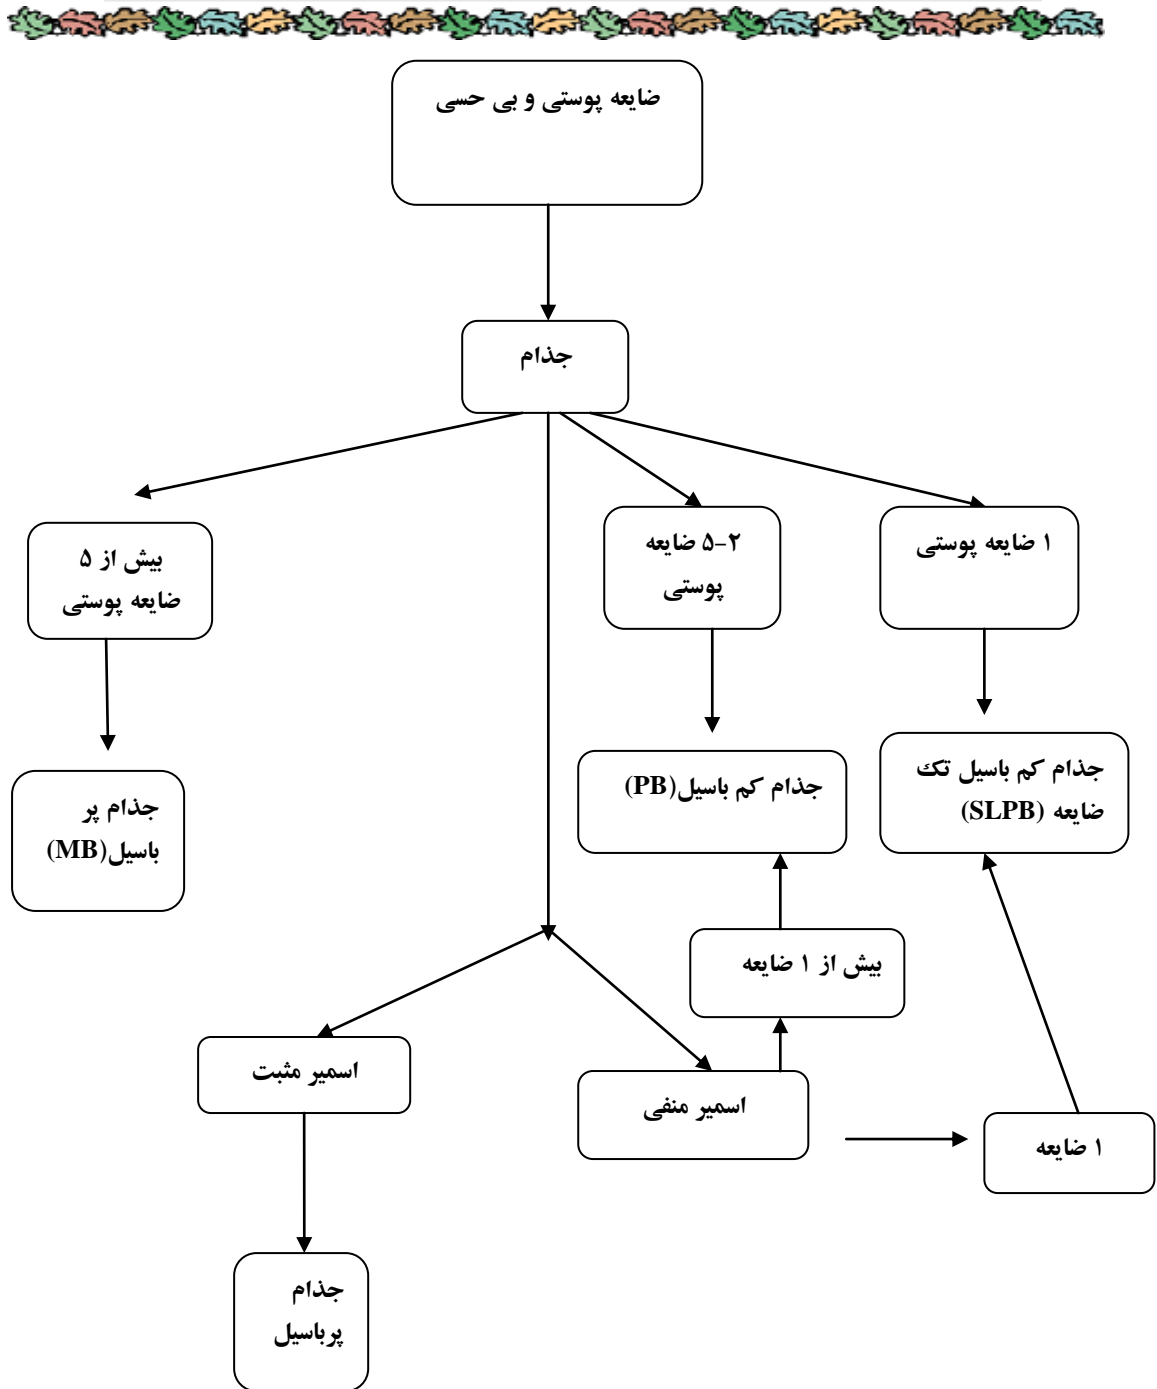 ضایعه پوستی و بی حسی
جذام
۱ ضایعه پوستی
۵-۲ ضایعه
پوستی
بیش از ۵
ضایعه پوستی
جذام کم باسیل تک
ضایعه (SLPB)
جذام کم باسیل(PB)
جذام پر
باسیل(MB)
بیش از ۱ ضایعه
اسمیر مثبت
اسمیر منفی
۱ ضایعه
جذام
پرباسیل